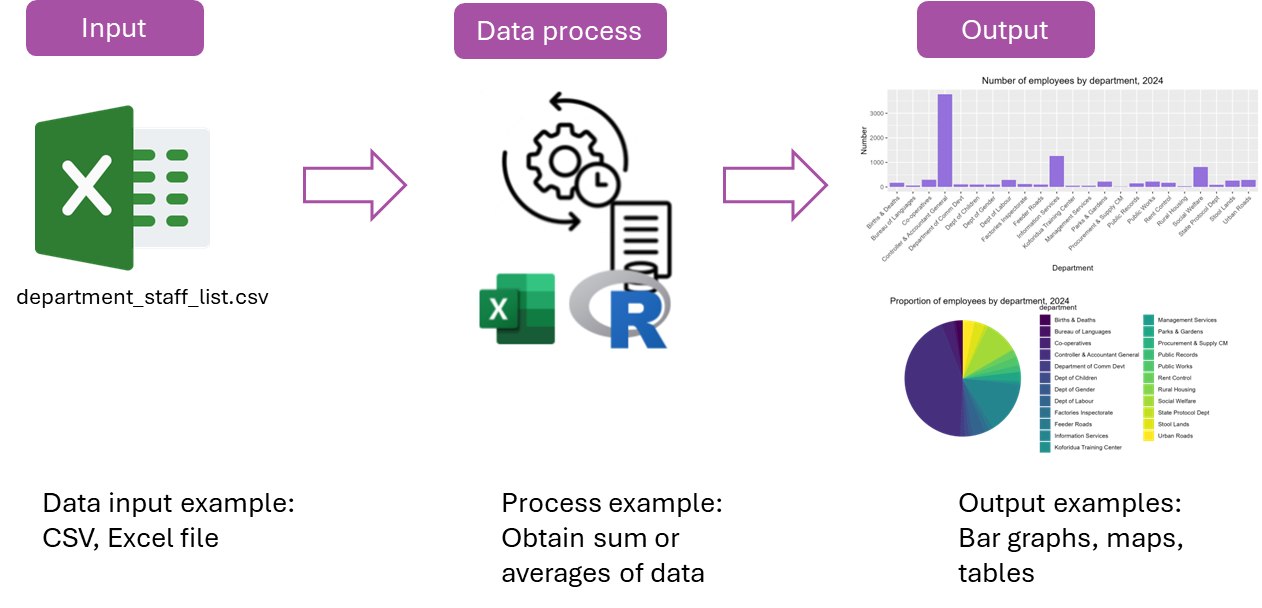 Input
Data process
Output
X
department_staff_list.csv
X
R
Number of employees by department, 2024
Number
3000
2000
1000
0
Births & Deaths
Bureau of Languages
Co-operatives
Controller & Accountant General
Department of Comm Devt
Dept of Children
Dept of Gender
Dept of Labour
Factories Inspectorate
Feeder Roads
Information Services
Koforidua Training Center
Management Services
Parks & Gardens
Procurement & Supply CM
Public Records
Public Works
Rent Control
Rural Housing
Social Welfare
State Protocol Dept
Stool Lands
Urban Roads
Department
Proportion of employees by department, 2024
department
Births & Deaths
Bureau of Languages
Co-operatives
Controller & Accountant General
Department of Comm Devt
Dept of Children
Dept of Gender
Dept of Labour
Factories Inspectorate
Feeder Roads
Information Services
Koforidua Training Center
Management Services
Parks & Gardens
Procurement & Supply CM
Public Records
Public Works
Rent Control
Rural Housing
Social Welfare
State Protocol Dept
Stool Lands
Urban Roads
Data input example:
CSV, Excel file
Process example:
Obtain sum or
averages of data
Output examples:
Bar graphs, maps,
tables